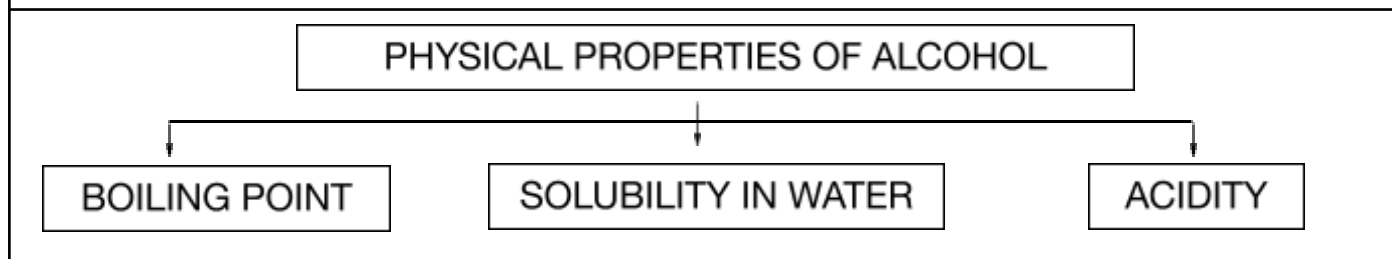 PHYSICAL PROPERTIES OF ALCOHOL
BOILING POINT
SOLUBILITY IN WATER
ACIDITY